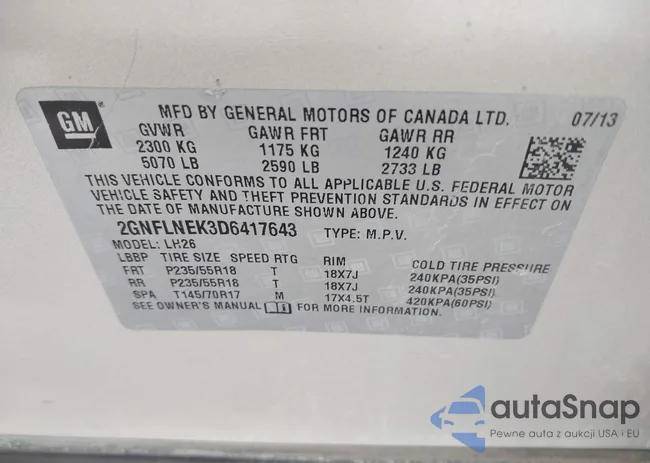 GM
MFD BY GENERAL MOTORS OF CANADA LTD. 07/13
GVWR GAWR FRT GAWR RR
2300 KG 1175 KG 1240 KG
5070 LB 2590 LB 2733 LB
THIS VEHICLE CONFORMS TO ALL APPLICABLE U.S. FEDERAL MOTOR
VEHICLE SAFETY AND THEFT PREVENTION STANDARDS IN EFFECT ON
THE DATE OF MANUFACTURE SHOWN ABOVE.
2GNFLNEK3D6417643 TYPE: M.P.V.
MODEL: LH26
LBBP TIRE SIZE SPEED RTG RIM COLD TIRE PRESSURE
FRT P235/55R18 T 18X7J 240KPA(35PSI)
RR P235/55R18 T 18X7J 240KPA(35PSI)
SPA T145/70R17 M 17X4.5T 420KPA(60PSI)
SEE OWNER'S MANUAL FOR MORE INFORMATION.
autoSnap
Pewne auta z aukcji USA i EU